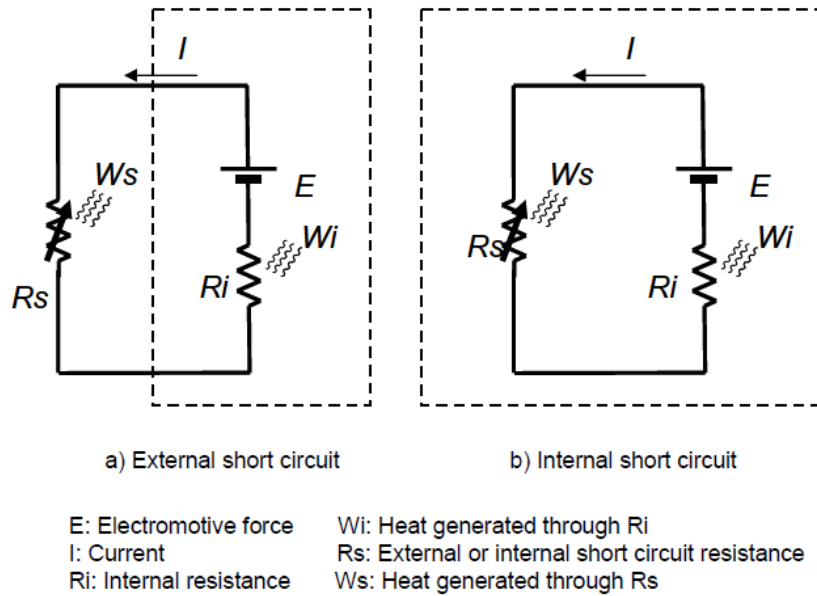 I
I
Ws
E
Wi
Ri
Rs
Ws
E
Wi
Rs
Ri
a) External short circuit
b) Internal short circuit
E: Electromotive force
Wi: Heat generated through Ri
I: Current
Rs: External or internal short circuit resistance
Ri: Internal resistance
Ws: Heat generated through Rs